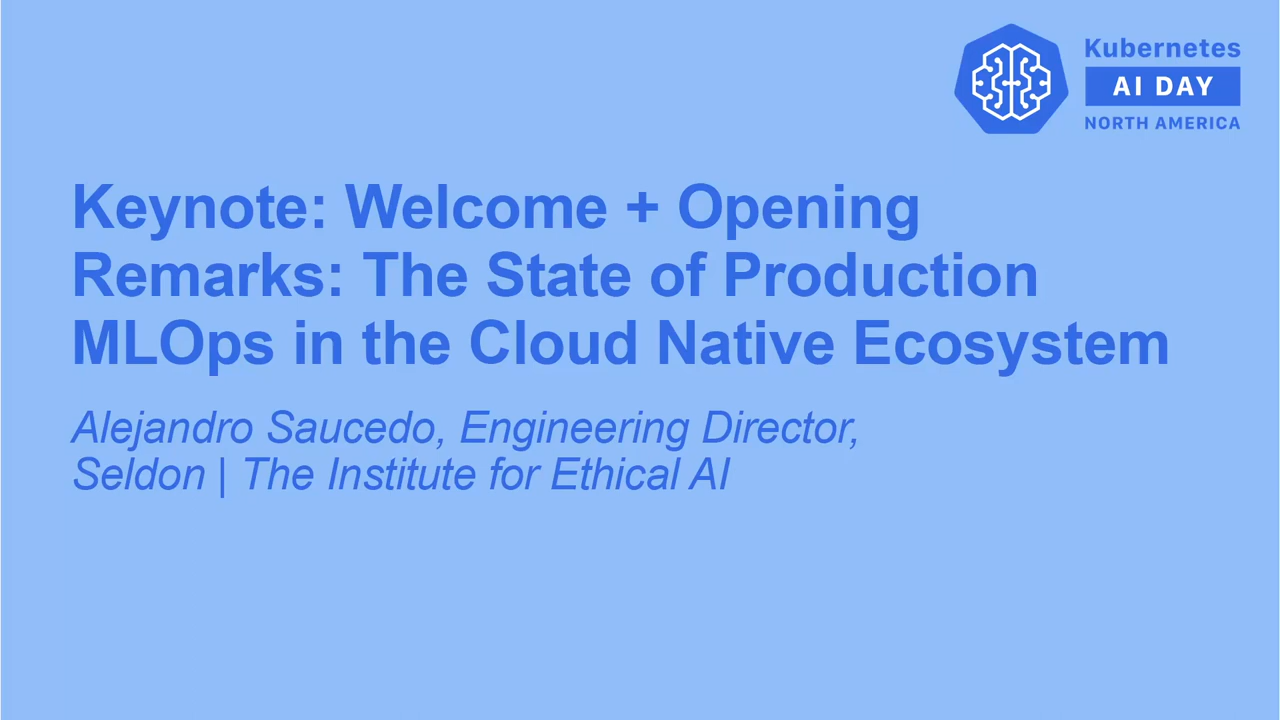 Kubernetes
AI DAY
NORTH AMERICA
Keynote: Welcome + Opening
Remarks: The State of Production
MLOps in the Cloud Native Ecosystem
Alejandro Saucedo, Engineering Director,
Seldon | The Institute for Ethical AI